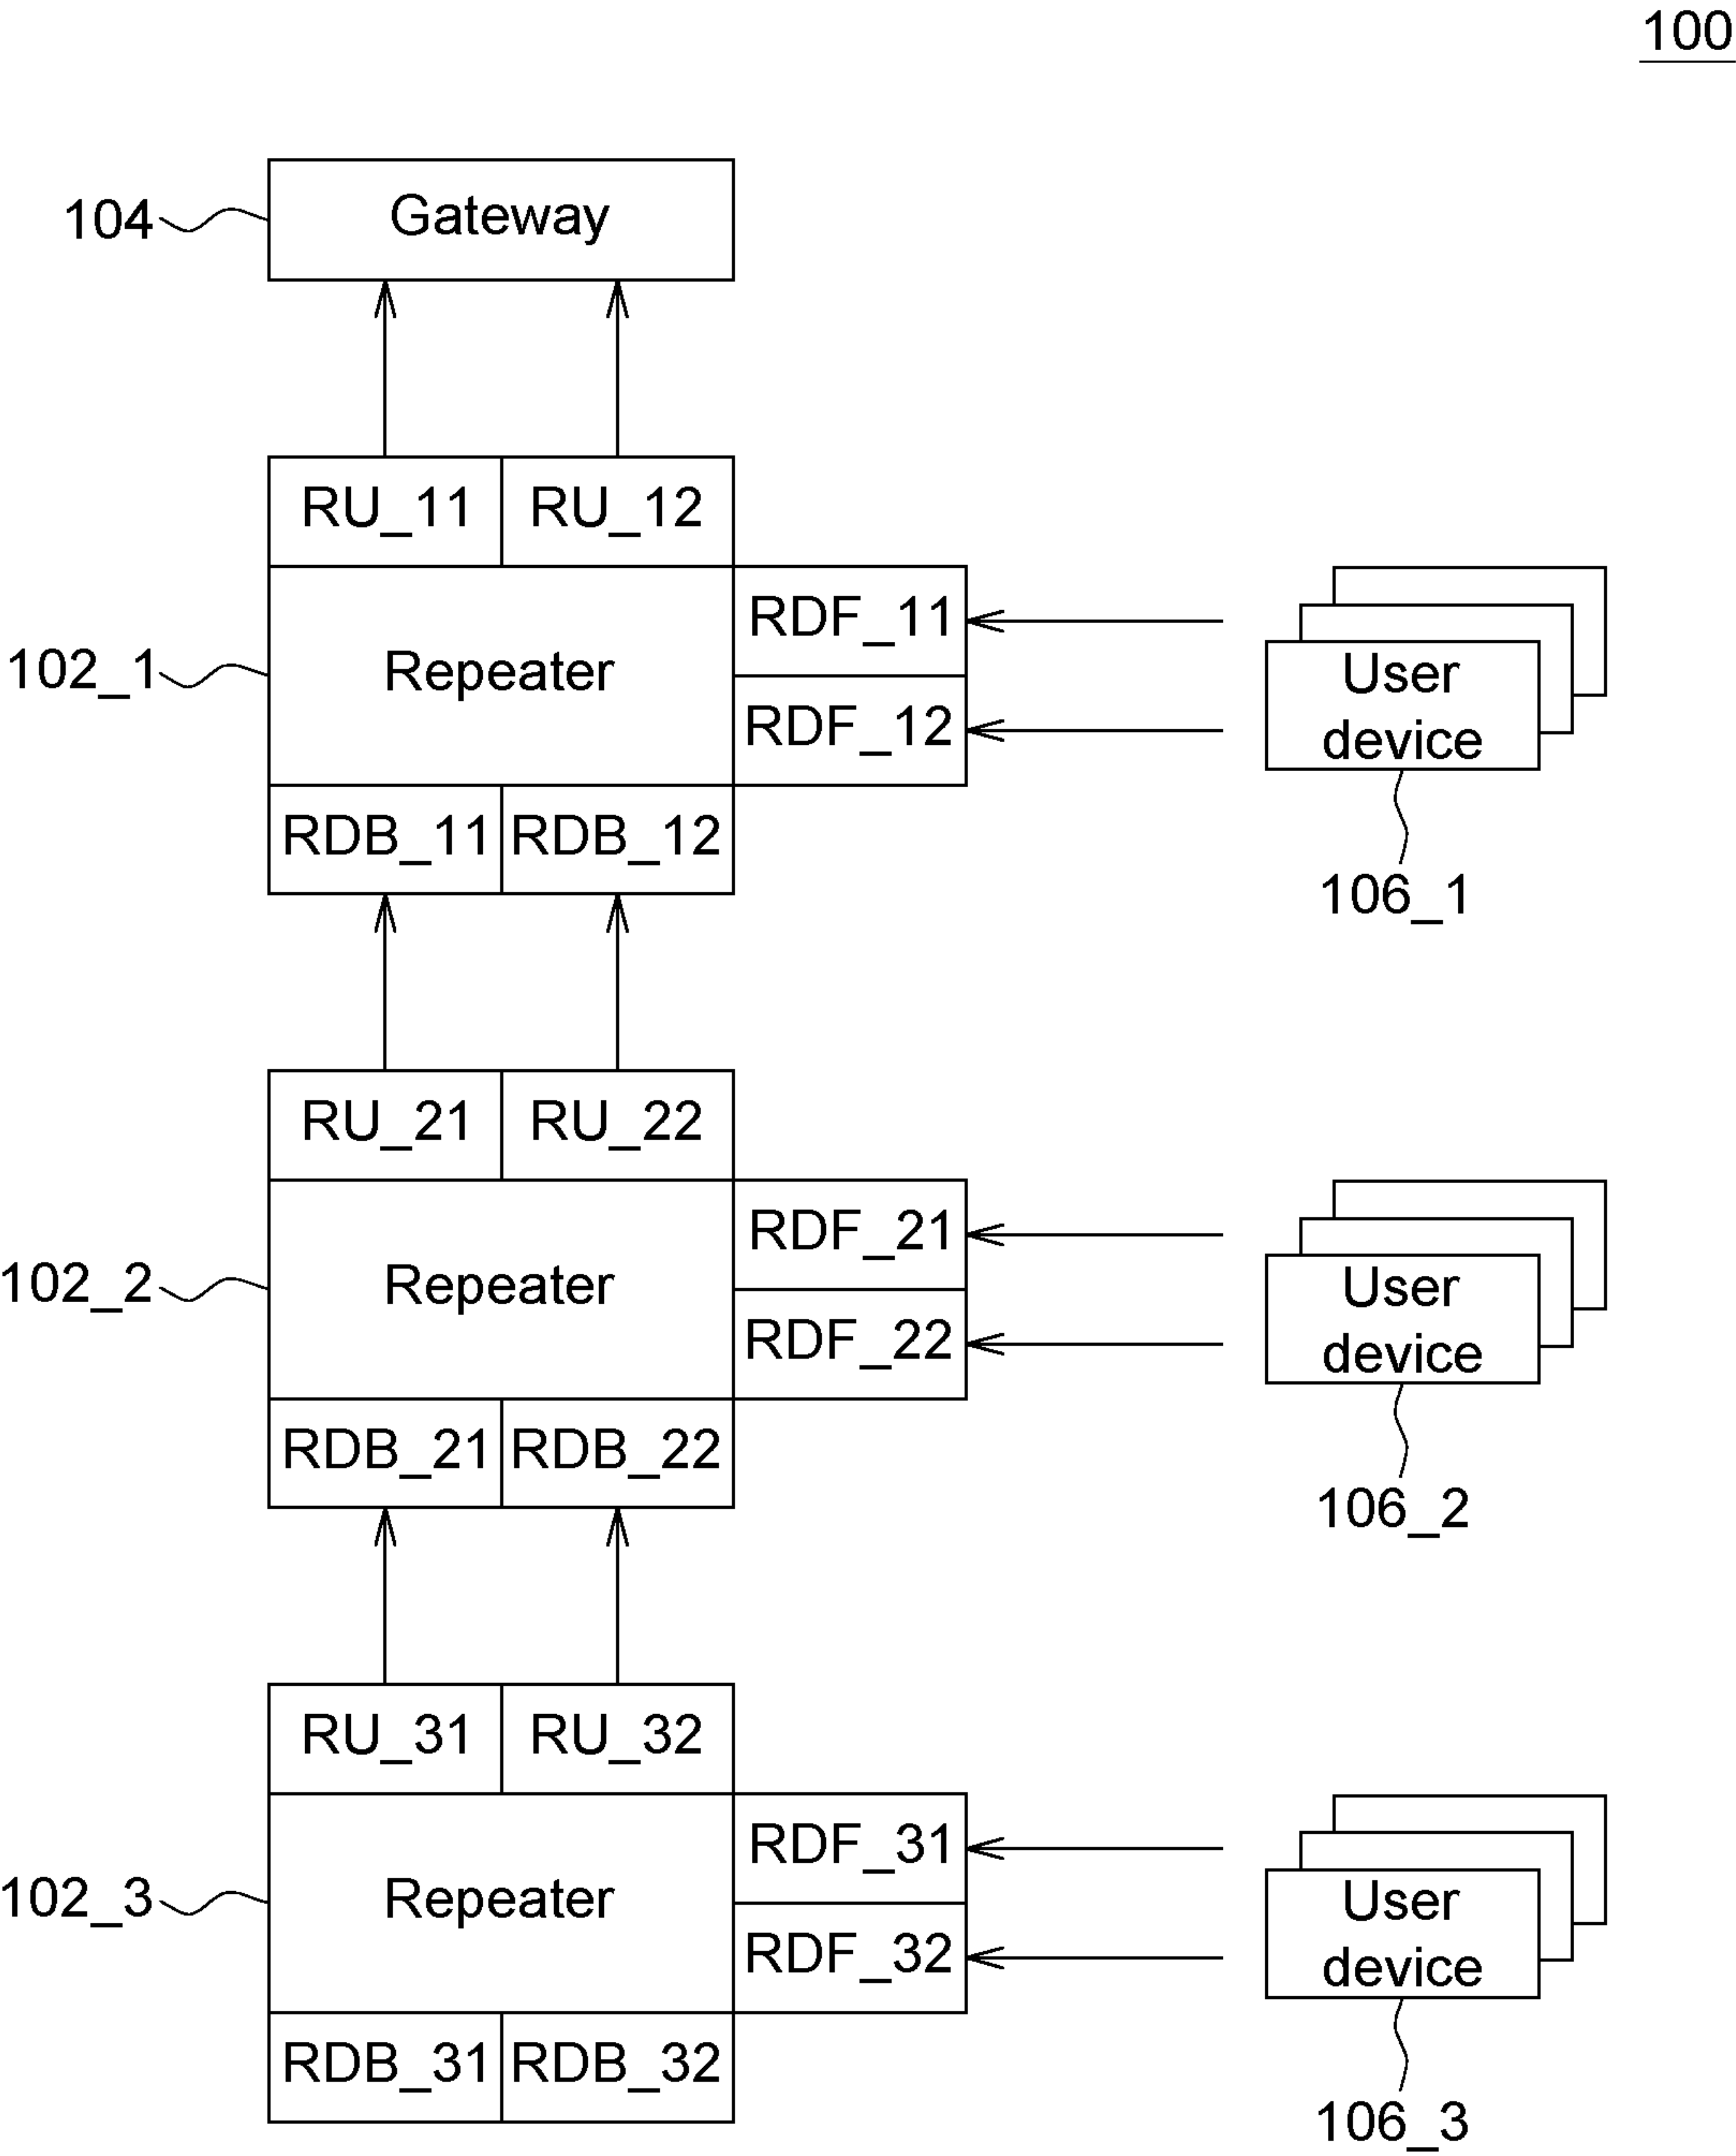 100
104
Gateway
RU_11 RU_12
RDF_11
102_1
Repeater
User
device
RDF_12
RDB_11 RDB_12
106_1
RU_21 RU_22
RDF_21
102_2
Repeater
User
device
RDF_22
RDB_21 RDB_22
106_2
RU_31 RU_32
RDF_31
102_3
Repeater
User
device
RDF_32
RDB_31 RDB_32
106_3